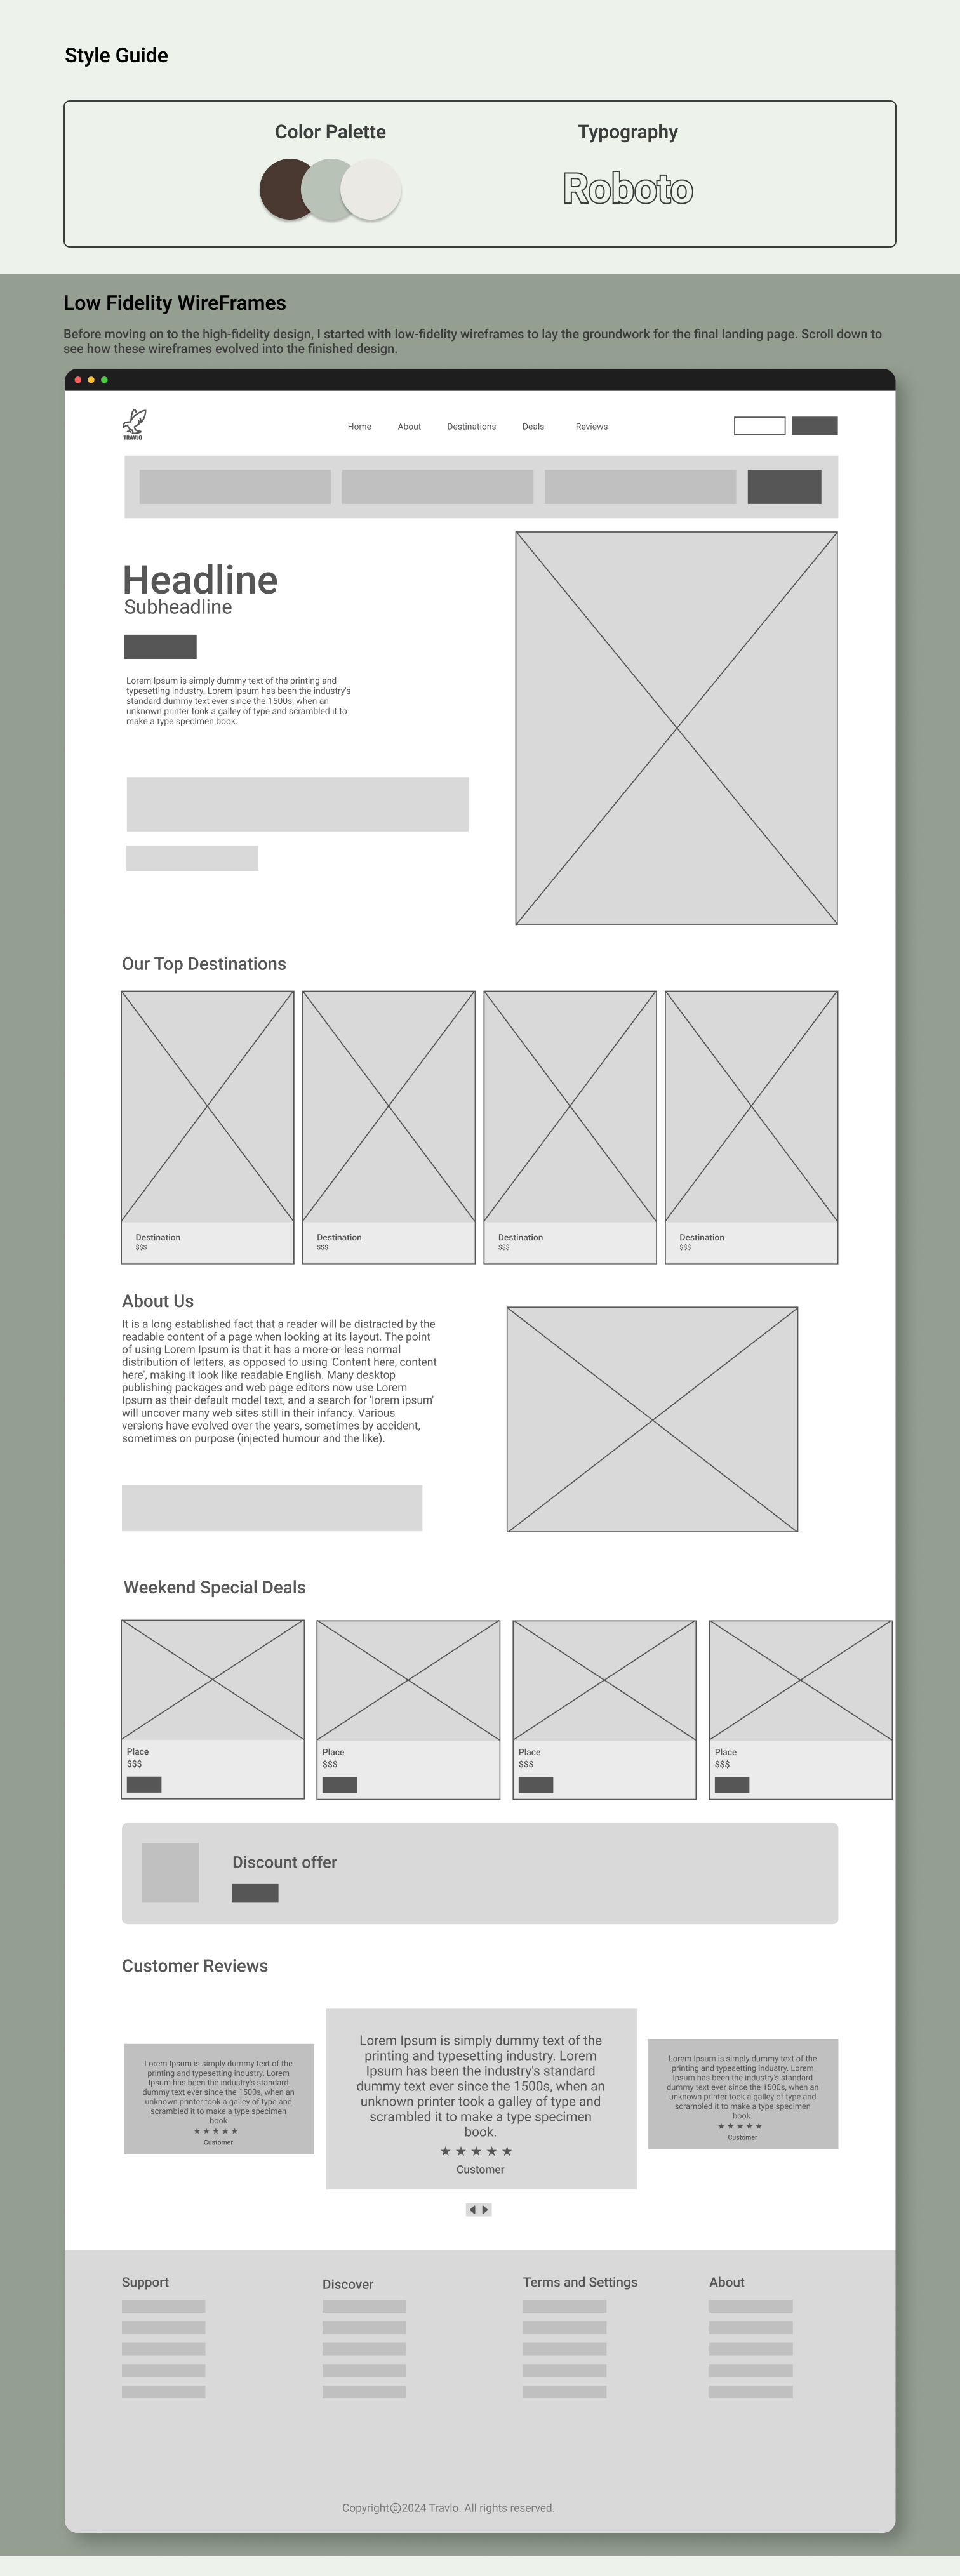 Style Guide
Color Palette
Typography
Roboto
Low Fidelity WireFrames
Before moving on to the high-fidelity design, I started with low-fidelity wireframes to lay the groundwork for the final landing page. Scroll down to
see how these wireframes evolved into the finished design.
TRAVLO
Home About Destinations Deals Reviews
Headline
Subheadline
Lorem Ipsum is simply dummy text of the printing and
typesetting industry. Lorem Ipsum has been the industry's
standard dummy text ever since the 1500s, when an
unknown printer took a galley of type and scrambled it to
make a type specimen book.
Our Top Destinations
Destination
$$$
Destination
$$$
Destination
$$$
Destination
$$$
About Us
It is a long established fact that a reader will be distracted by the
readable content of a page when looking at its layout. The point
of using Lorem Ipsum is that it has a more-or-less normal
distribution of letters, as opposed to using 'Content here, content
here', making it look like readable English. Many desktop
publishing packages and web page editors now use Lorem
Ipsum as their default model text, and a search for 'lorem ipsum'
will uncover many web sites still in their infancy. Various
versions have evolved over the years, sometimes by accident,
sometimes on purpose (injected humour and the like).
Weekend Special Deals
Place
$$$
Place
$$$
Place
$$$
Place
$$$
Discount offer
Customer Reviews
Lorem Ipsum is simply dummy text of the
printing and typesetting industry. Lorem
Ipsum has been the industry's standard
dummy text ever since the 1500s, when an
unknown printer took a galley of type and
scrambled it to make a type specimen
book
★ ★ ★ ★ ★
Customer
Lorem Ipsum is simply dummy text of the
printing and typesetting industry. Lorem
Ipsum has been the industry's standard
dummy text ever since the 1500s, when an
unknown printer took a galley of type and
scrambled it to make a type specimen
book.
★ ★ ★ ★ ★
Customer
Lorem Ipsum is simply dummy text of the
printing and typesetting industry. Lorem
Ipsum has been the industry's standard
dummy text ever since the 1500s, when an
unknown printer took a galley of type and
scrambled it to make a type specimen
book.
★ ★ ★ ★ ★
Customer
Support
Discover
Terms and Settings
About
Copyright©2024 Travlo. All rights reserved.